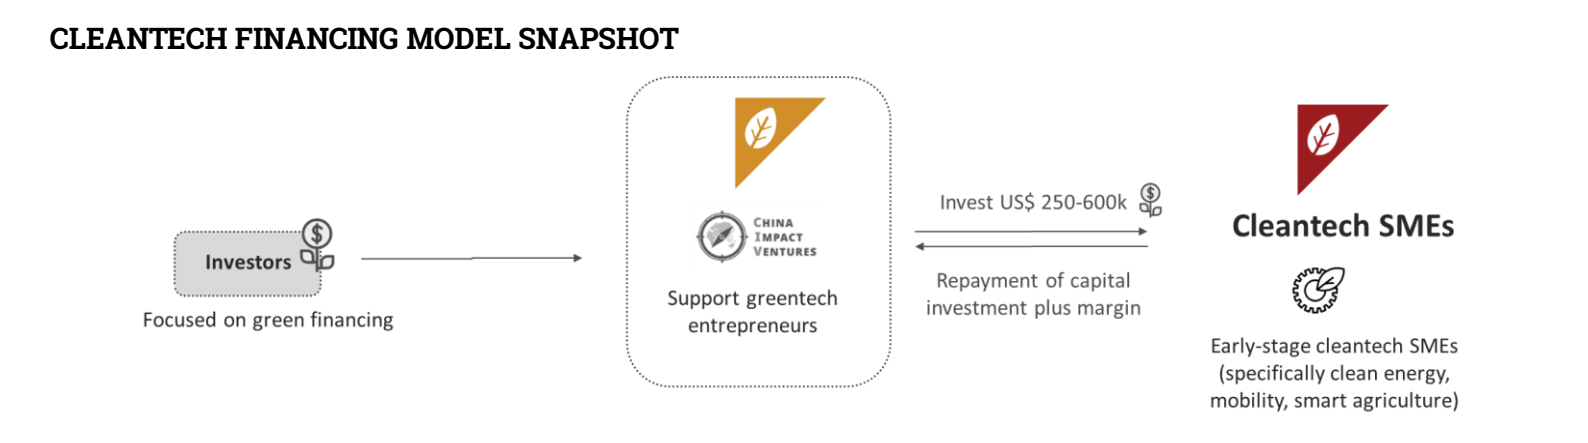 CLEANTECH FINANCING MODEL SNAPSHOT
Investors
Focused on green financing
CHINA
IMPACT
VENTURES
Support greentech
entrepreneurs
Invest US$ 250-600k
Repayment of capital
investment plus margin
Cleantech SMEs
Early-stage cleantech SMEs
(specifically clean energy,
mobility, smart agriculture)